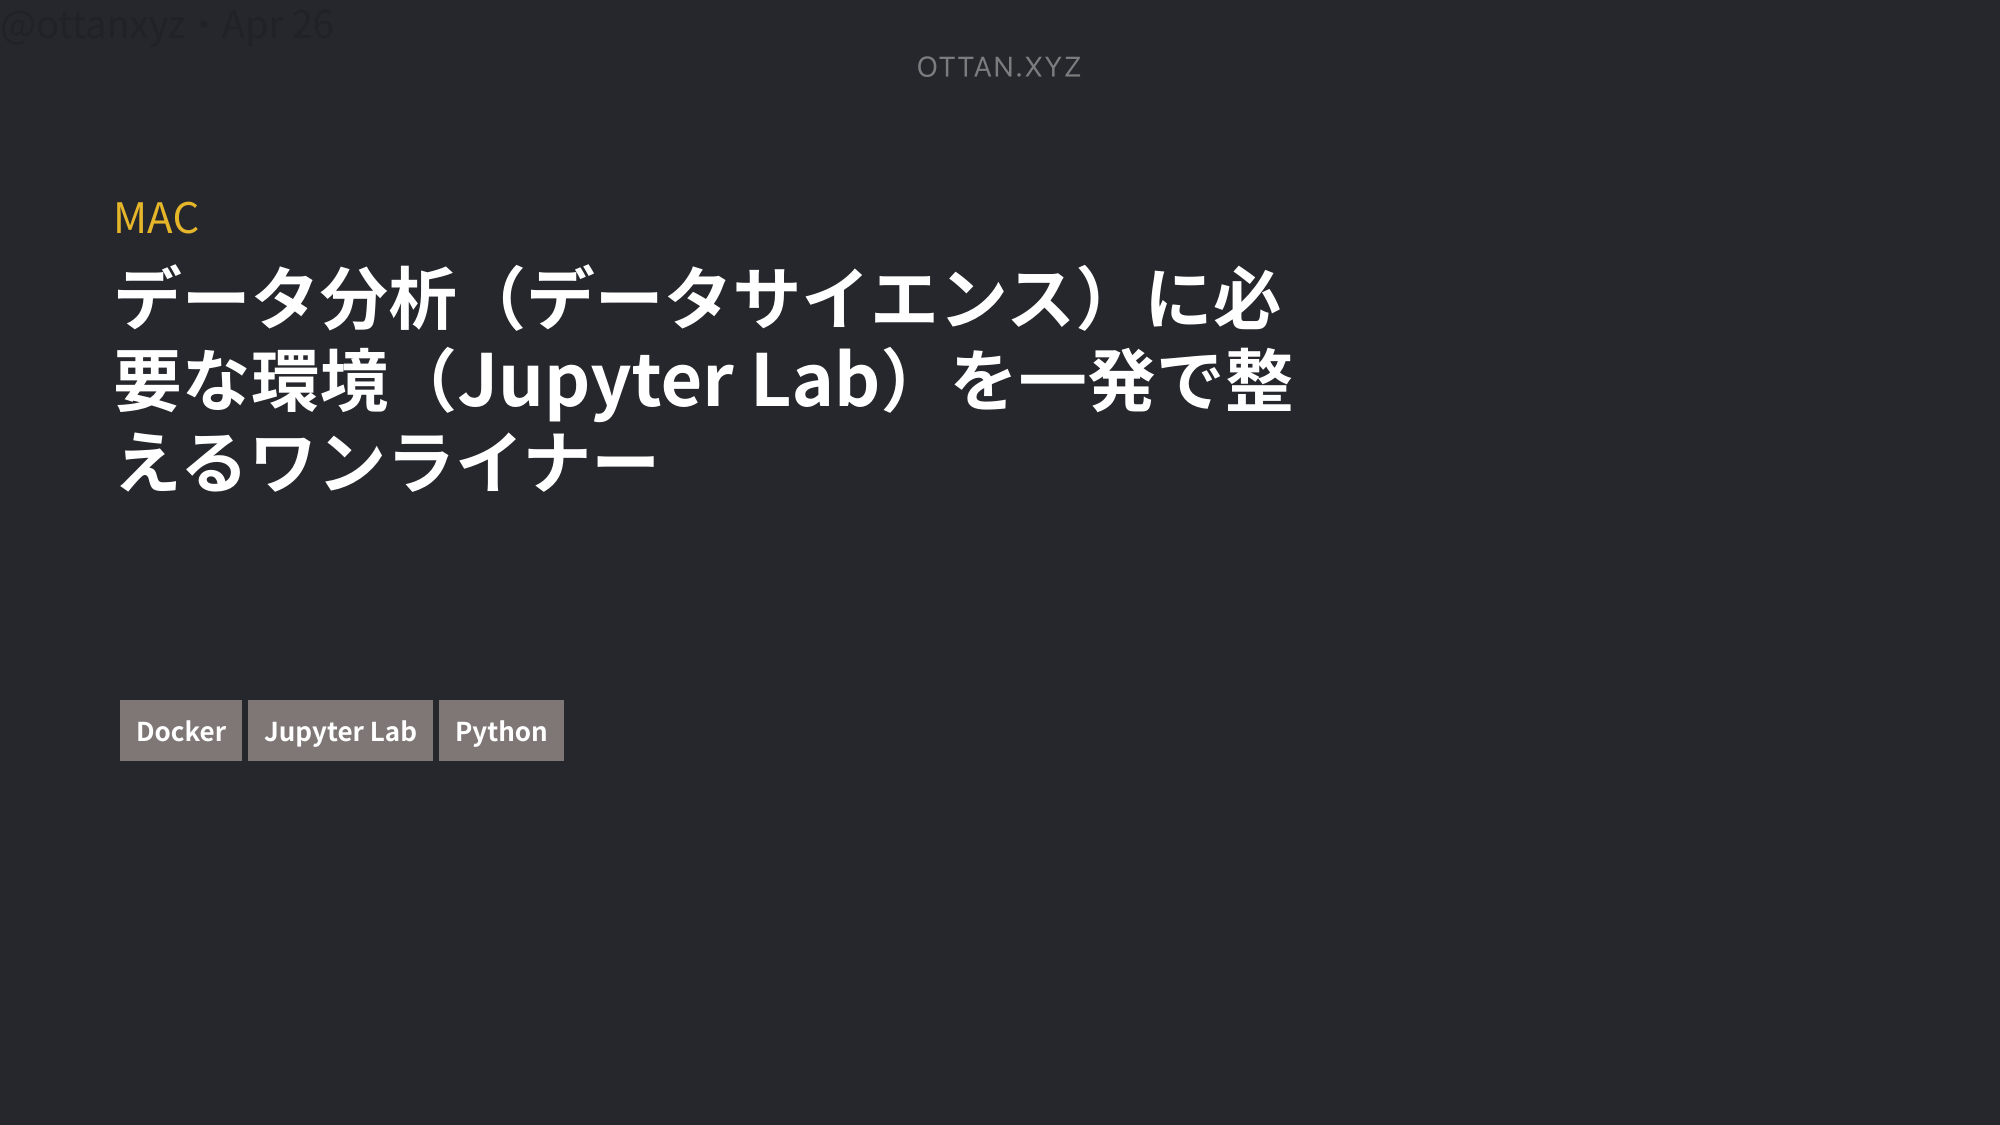 @ottanxyz・Apr 26
OTTAN.XYZ
MAC
データ分析（データサイエンス）に必
要な環境（Jupyter Lab）を一発で整
えるワンライナー
Docker Jupyter Lab Python